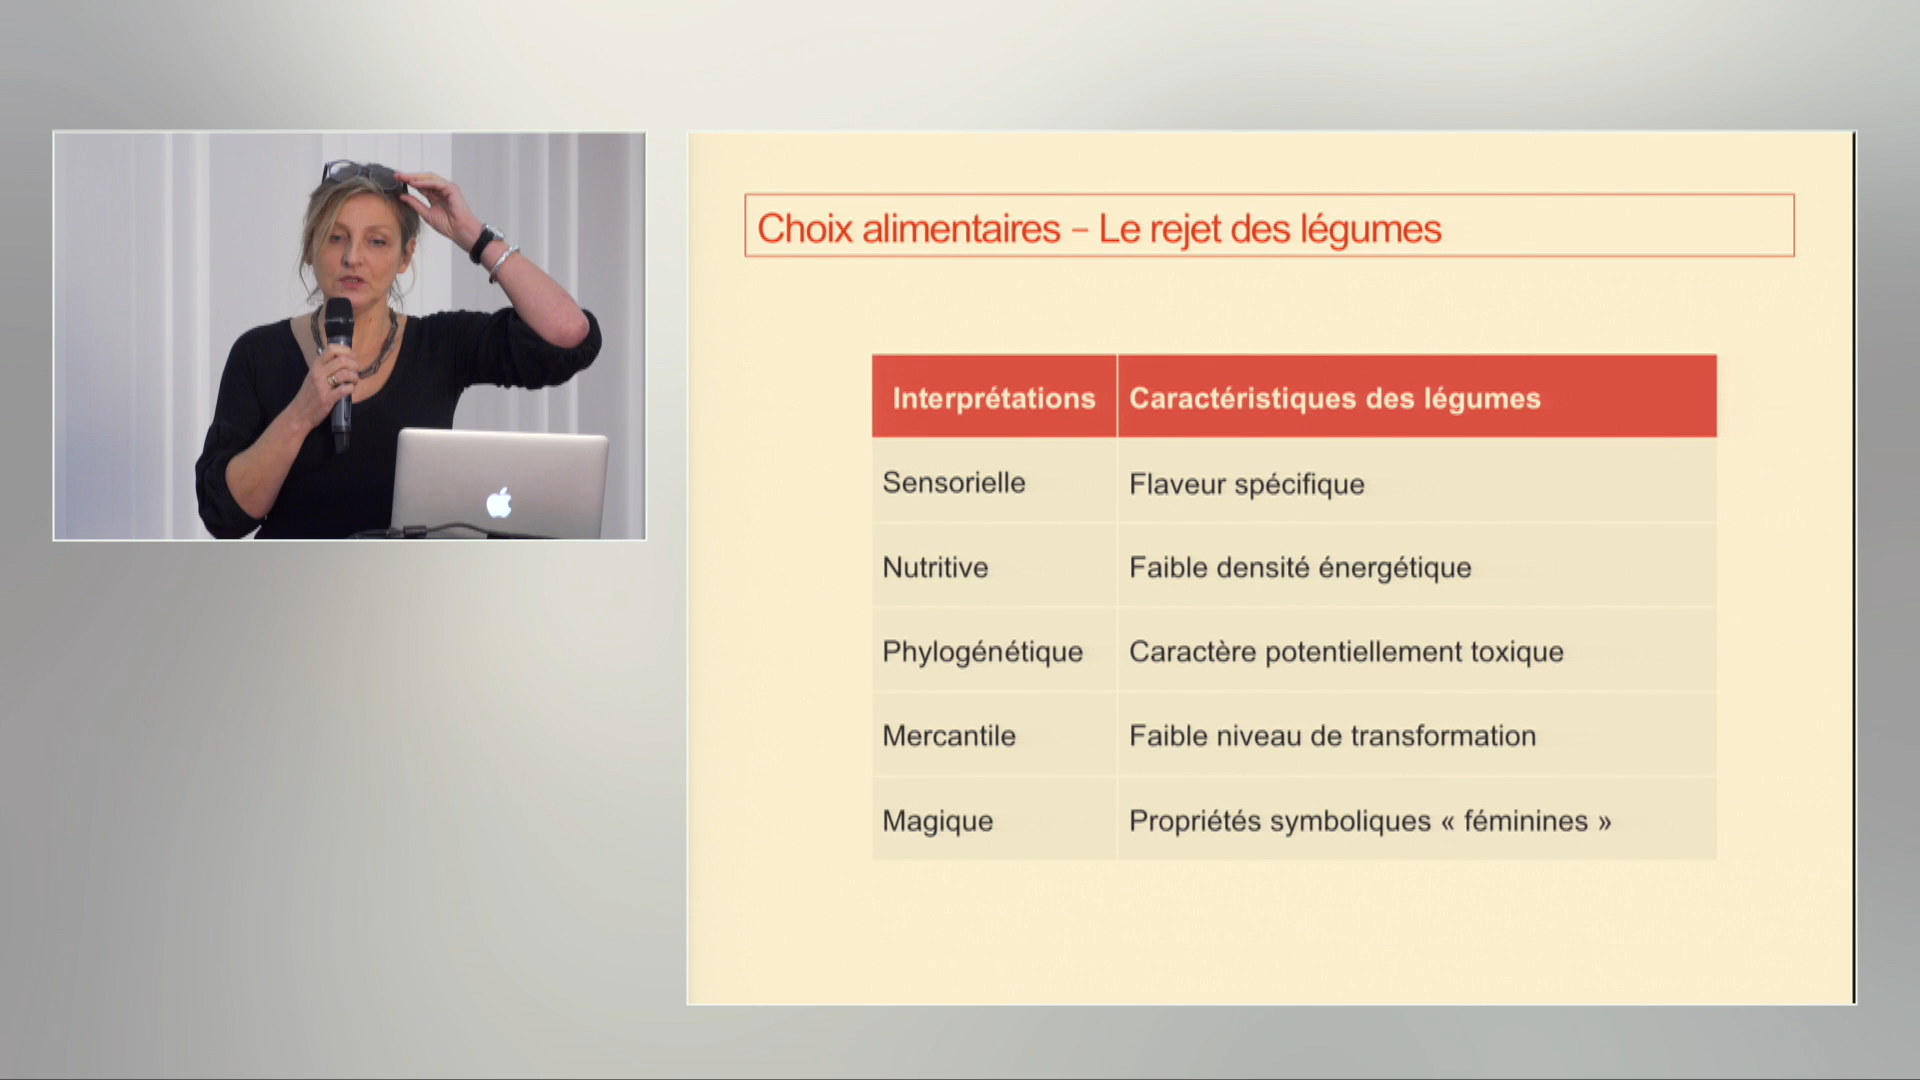 Choix alimentaires – Le rejet des légumes
Interprétations Caractéristiques des légumes
Sensorielle Flaveur spécifique
Nutritive Faible densité énergétique
Phylogénétique Caractère potentiellement toxique
Mercantile Faible niveau de transformation
Magique Propriétés symboliques « féminines »